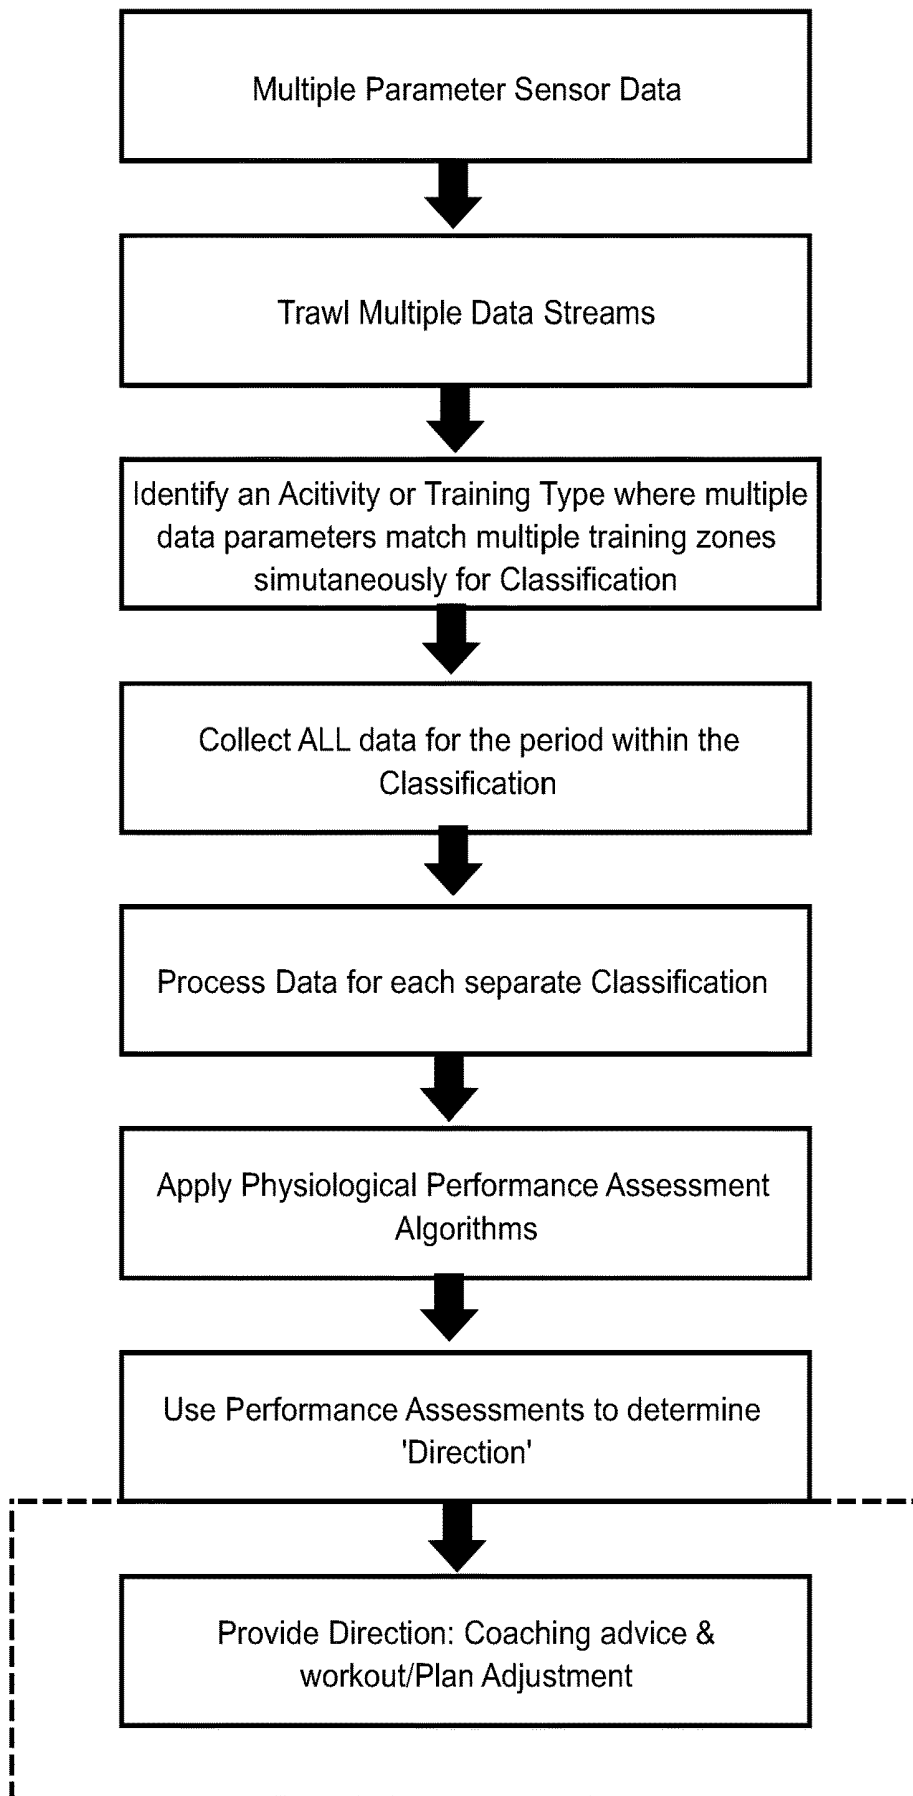 Multiple Parameter Sensor Data
Trawl Multiple Data Streams
Identify an Acitivity or Training Type where multiple
data parameters match multiple training zones
simutaneously for Classification
Collect ALL data for the period within the
Classification
Process Data for each separate Classification
Apply Physiological Performance Assessment
Algorithms
Use Performance Assessments to determine
'Direction'
Provide Direction: Coaching advice &
workout/Plan Adjustment